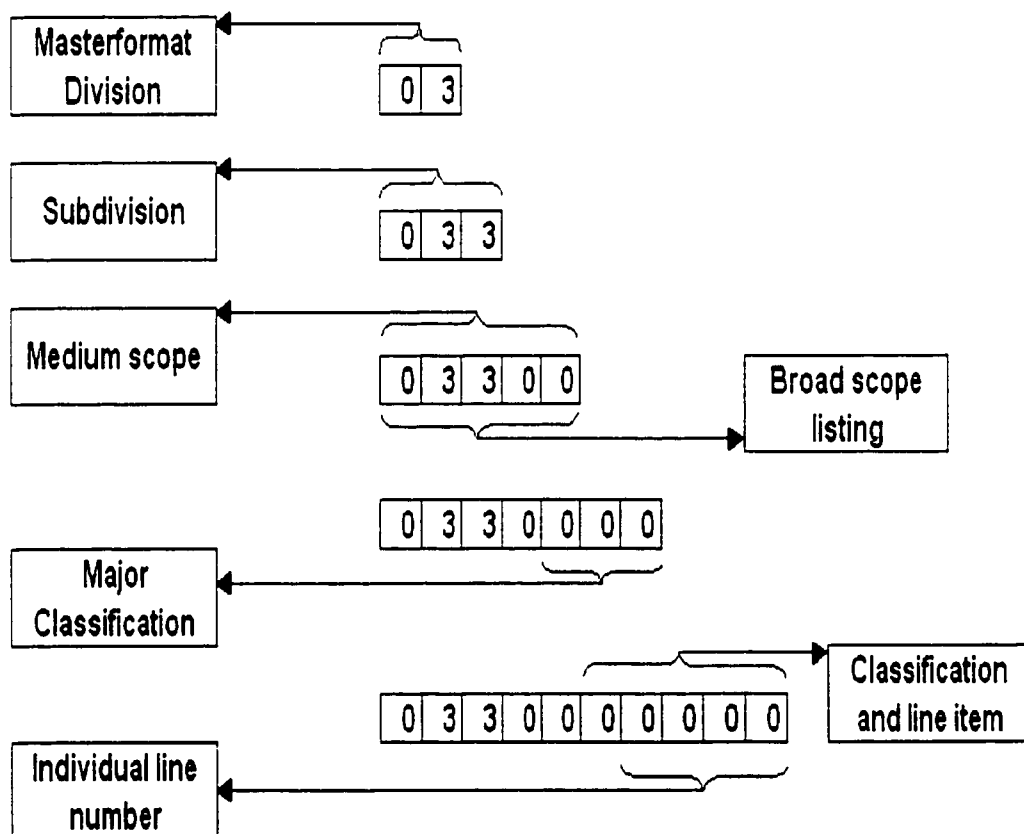 Masterformat
Division
0 3
Subdivision
0 3 3
Medium scope
0 3 3 0 0
Broad scope
listing
0 3 3 0 0 0 0
Major
Classification
0 3 3 0 0 0 0 0 0 0
Classification
and line item
Individual line
number